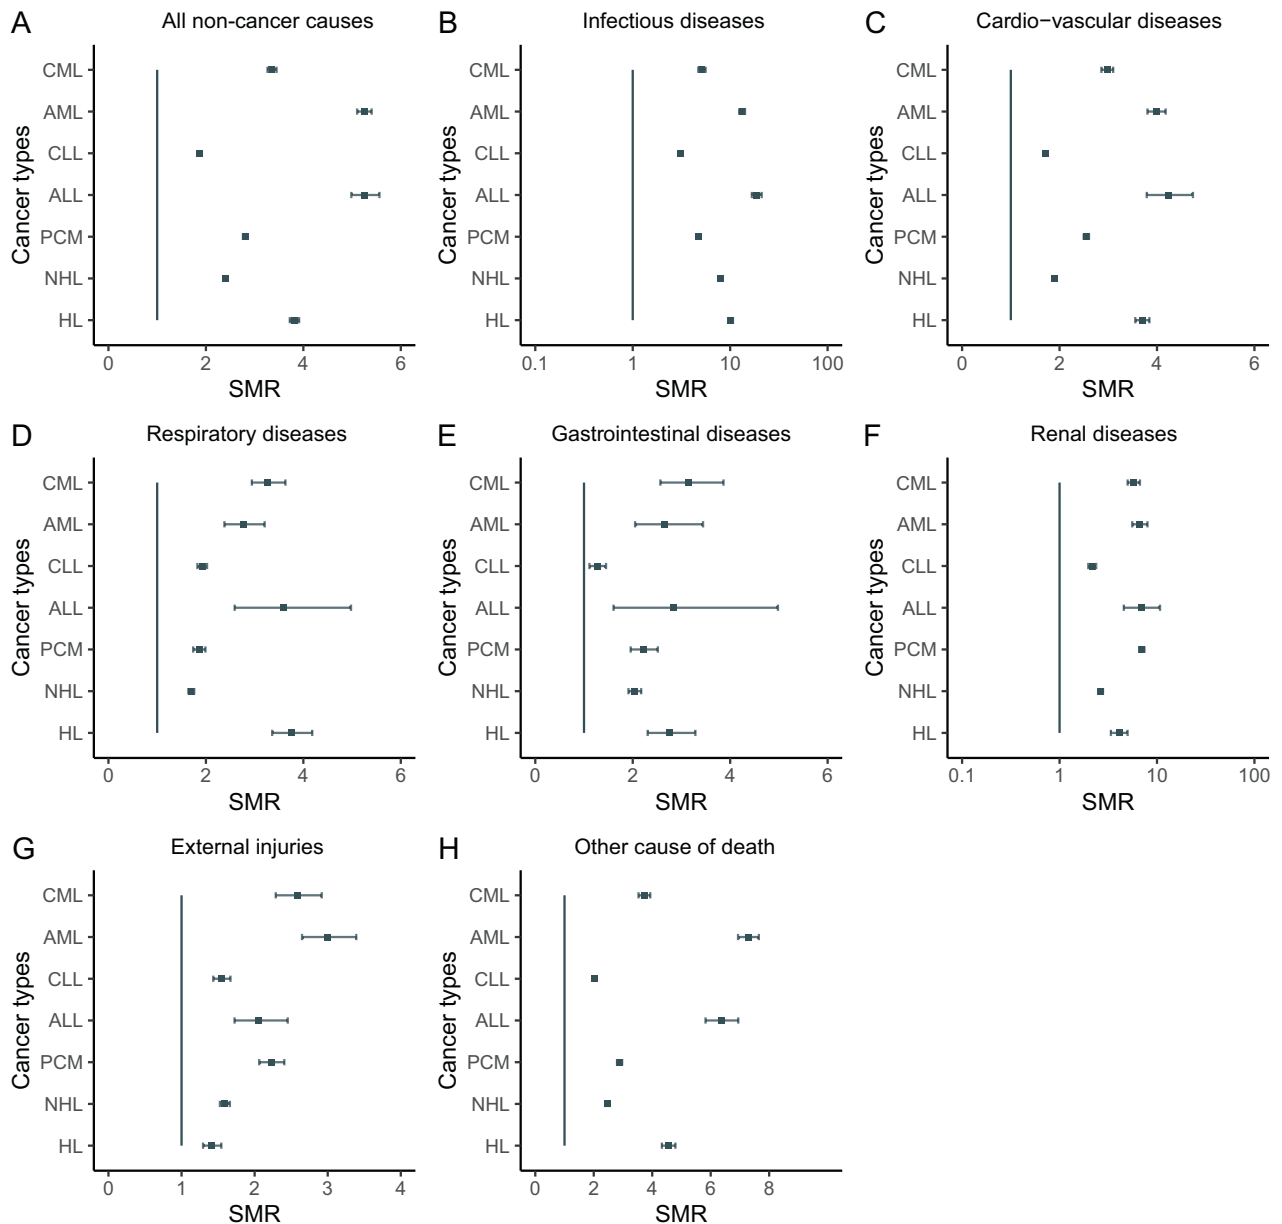 A All non-cancer causes
Cancer types
CML
AML
CLL
ALL
PCM
NHL
HL
0 2 4 6
SMR
B Infectious diseases
Cancer types
CML
AML
CLL
ALL
PCM
NHL
HL
0.1 1 10 100
SMR
C Cardio−vascular diseases
Cancer types
CML
AML
CLL
ALL
PCM
NHL
HL
0 2 4 6
SMR
D Respiratory diseases
Cancer types
CML
AML
CLL
ALL
PCM
NHL
HL
0 2 4 6
SMR
E Gastrointestinal diseases
Cancer types
CML
AML
CLL
ALL
PCM
NHL
HL
0 2 4 6
SMR
F Renal diseases
Cancer types
CML
AML
CLL
ALL
PCM
NHL
HL
0.1 1 10 100
SMR
G External injuries
Cancer types
CML
AML
CLL
ALL
PCM
NHL
HL
0 1 2 3 4
SMR
H Other cause of death
Cancer types
CML
AML
CLL
ALL
PCM
NHL
HL
0 2 4 6 8
SMR